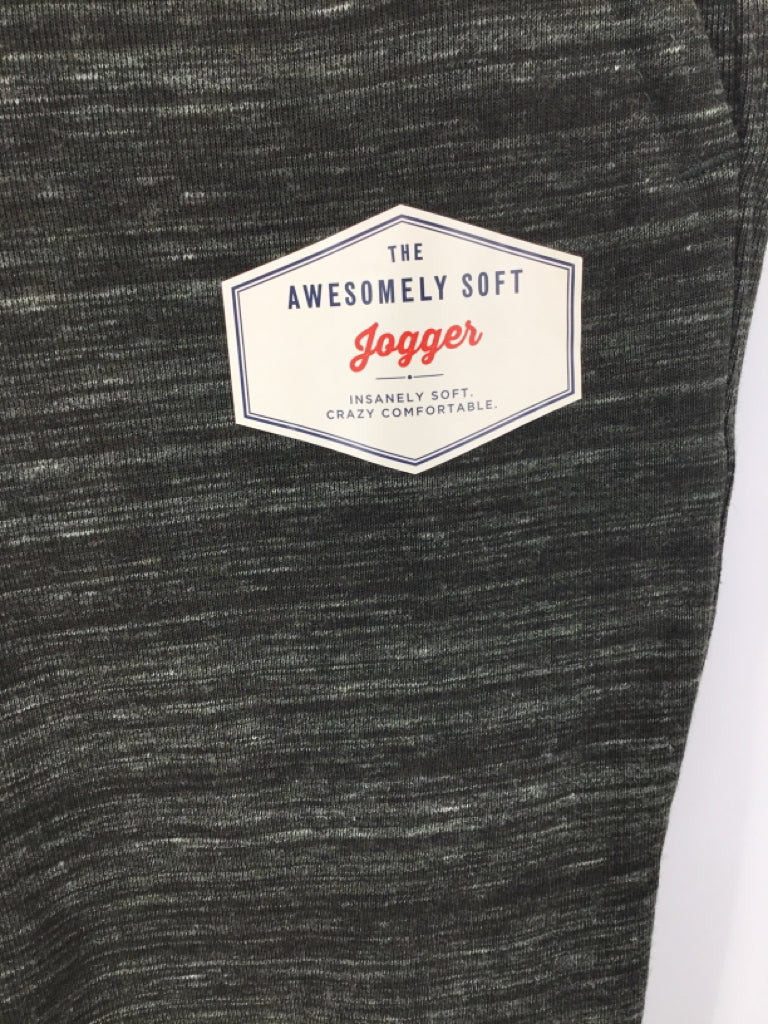 THE
AWESOMELY SOFT
Jogger
INSANELY SOFT.
CRAZY COMFORTABLE.